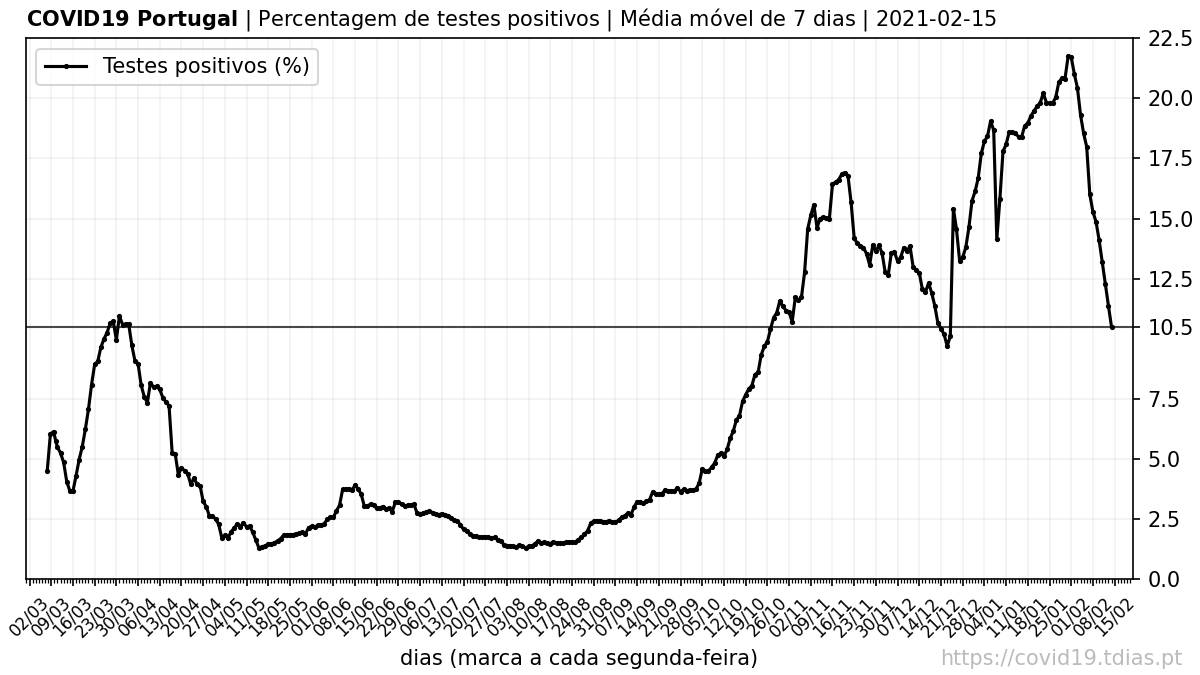 COVID19 Portugal | Percentagem de testes positivos | Média móvel de 7 dias | 2021-02-15
Testes positivos (%)
22.5
20.0
17.5
15.0
12.5
10.5
7.5
5.0
2.5
0.0
02/03 09/03 16/03 23/03 30/03 06/04 13/04 20/04 27/04 04/05 11/05 18/05 25/05 01/06 08/06 15/06 22/06 29/06 06/07 13/07 20/07 27/07 03/08 10/08 17/08 24/08 31/08 07/09 14/09 21/09 28/09 05/10 12/10 19/10 26/10 02/11 09/11 16/11 23/11 30/11 07/12 14/12 21/12 28/12 04/01 11/01 18/01 25/01 01/02 08/02 15/02
dias (marca a cada segunda-feira)
https://covid19.tdias.pt